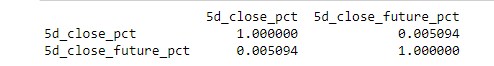 5d_close_pct 5d_close_future_pct
5d_close_pct 1.000000 0.005094
5d_close_future_pct 0.005094 1.000000